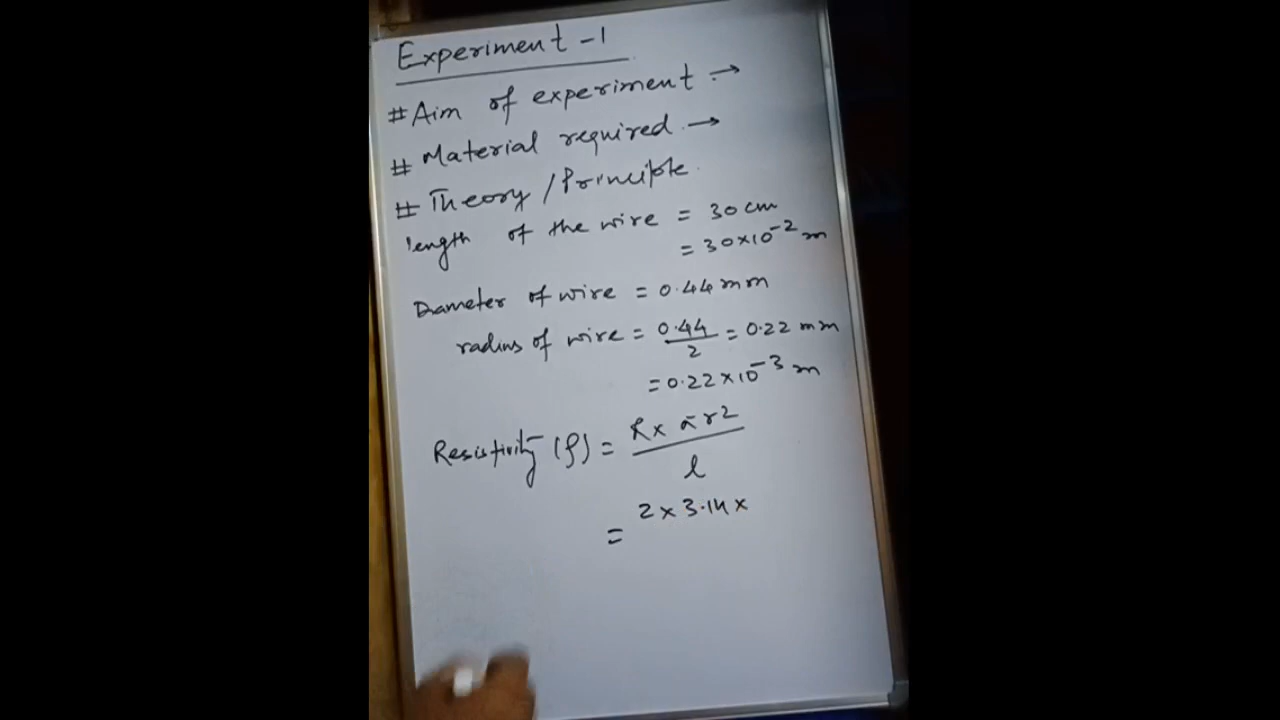 Experiment - 1
# Aim of experiment →
# Material required →
# Theory / Principle
length of the wire = 30 cm
= 30×10⁻² m
Diameter of wire = 0.44 mm
radius of wire = 0.44/2 = 0.22 mm
= 0.22 × 10⁻³ m
Resistivity (ρ) = R × πr²/l
= 2 × 3.14 ×